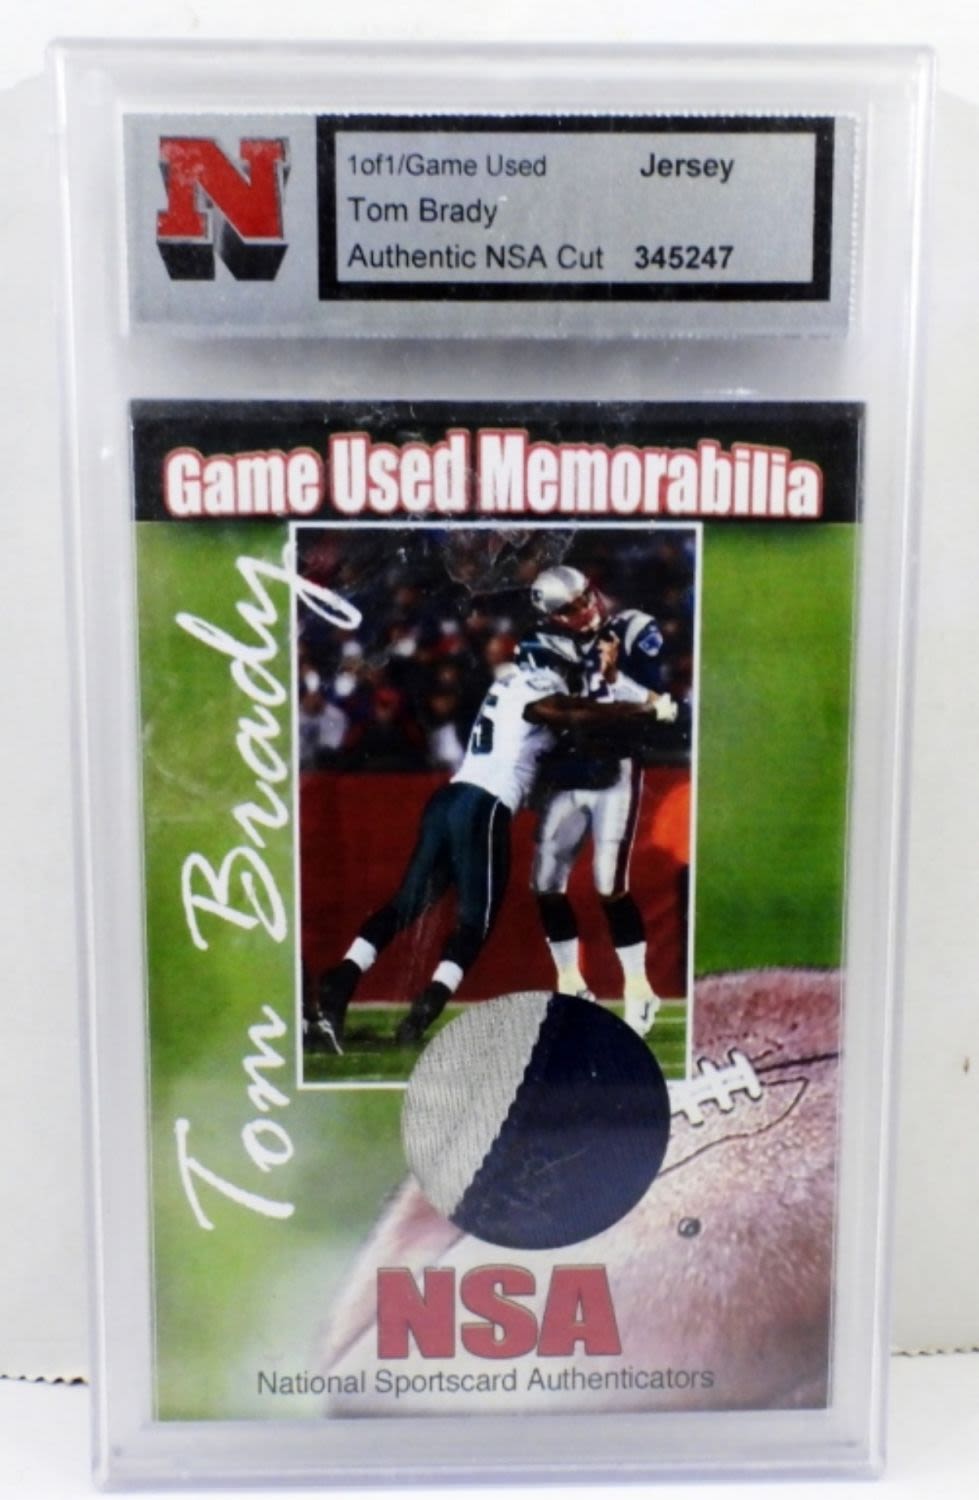 N
1of1/Game Used Jersey
Tom Brady
Authentic NSA Cut 345247
Game Used Memorabilia
Tom Brady
NSA
National Sportscard Authenticators